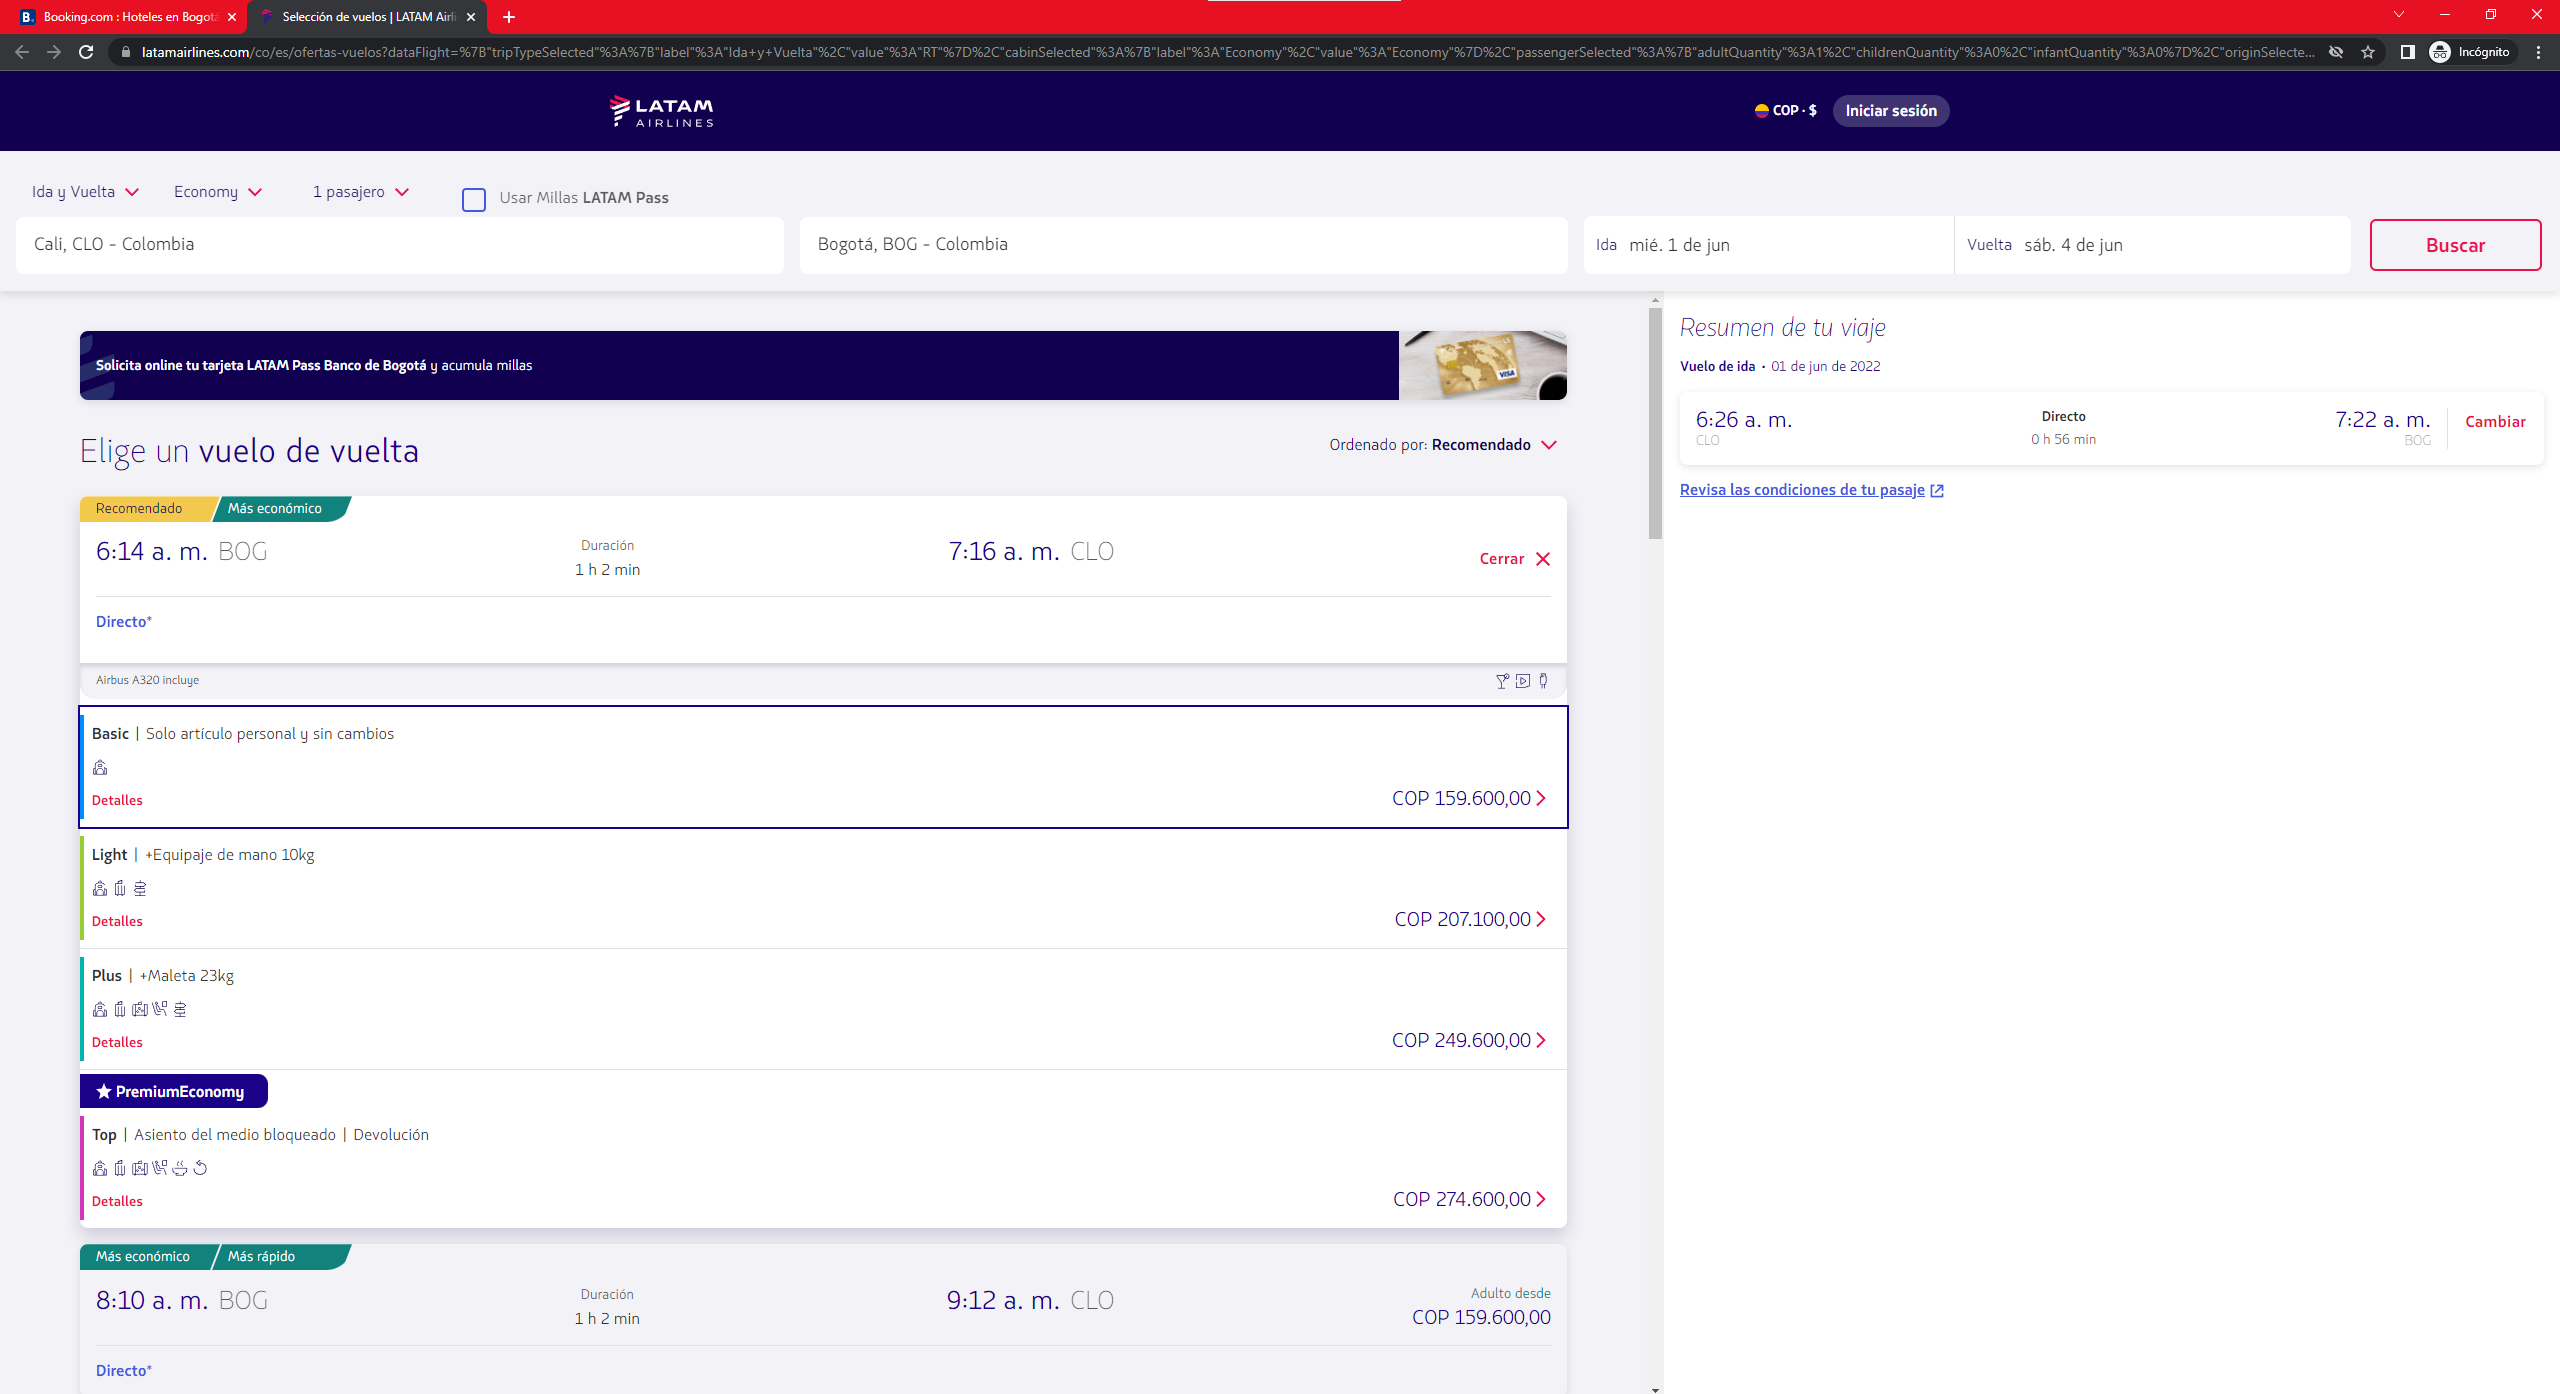 Booking.com : Hoteles en Bogotá
Selección de vuelos | LATAM Airli
latamairlines.com/co/es/ofertas-vuelos?dataFlight=%7B"tripTypeSelected"%3A%7B"label"%3A"Ida+y+Vuelta"%2C"value"%3A"RT"%7D%2C"cabinSelected"%3A%7B"label"%3A"Economy"%2C"value"%3A"Economy"%7D%2C"passengerSelected"%3A%7B"adultQuantity"%3A1%2C"childrenQuantity"%3A0%2C"infantQuantity"%3A0%7D%2C"originSelecte...
Incógnito
LATAM
AIRLINES
COP · $
Iniciar sesión
Ida y Vuelta
Economy
1 pasajero
Usar Millas LATAM Pass
Cali, CLO - Colombia
Bogotá, BOG - Colombia
Ida mié. 1 de jun
Vuelta sáb. 4 de jun
Buscar
Solicita online tu tarjeta LATAM Pass Banco de Bogotá y acumula millas
VISA
Elige un vuelo de vuelta
Ordenado por: Recomendado
Recomendado
Más económico
6:14 a. m. BOG
Duración
1 h 2 min
7:16 a. m. CLO
Cerrar
Directo*
Airbus A320 incluye
Basic | Solo artículo personal y sin cambios
Detalles
COP 159.600,00
Light | +Equipaje de mano 10kg
Detalles
COP 207.100,00
Plus | +Maleta 23kg
Detalles
COP 249.600,00
PremiumEconomy
Top | Asiento del medio bloqueado | Devolución
Detalles
COP 274.600,00
Más económico
Más rápido
8:10 a. m. BOG
Duración
1 h 2 min
9:12 a. m. CLO
Adulto desde
COP 159.600,00
Directo*
Resumen de tu viaje
Vuelo de ida • 01 de jun de 2022
6:26 a. m.
CLO
Directo
0 h 56 min
7:22 a. m.
BOG
Cambiar
Revisa las condiciones de tu pasaje